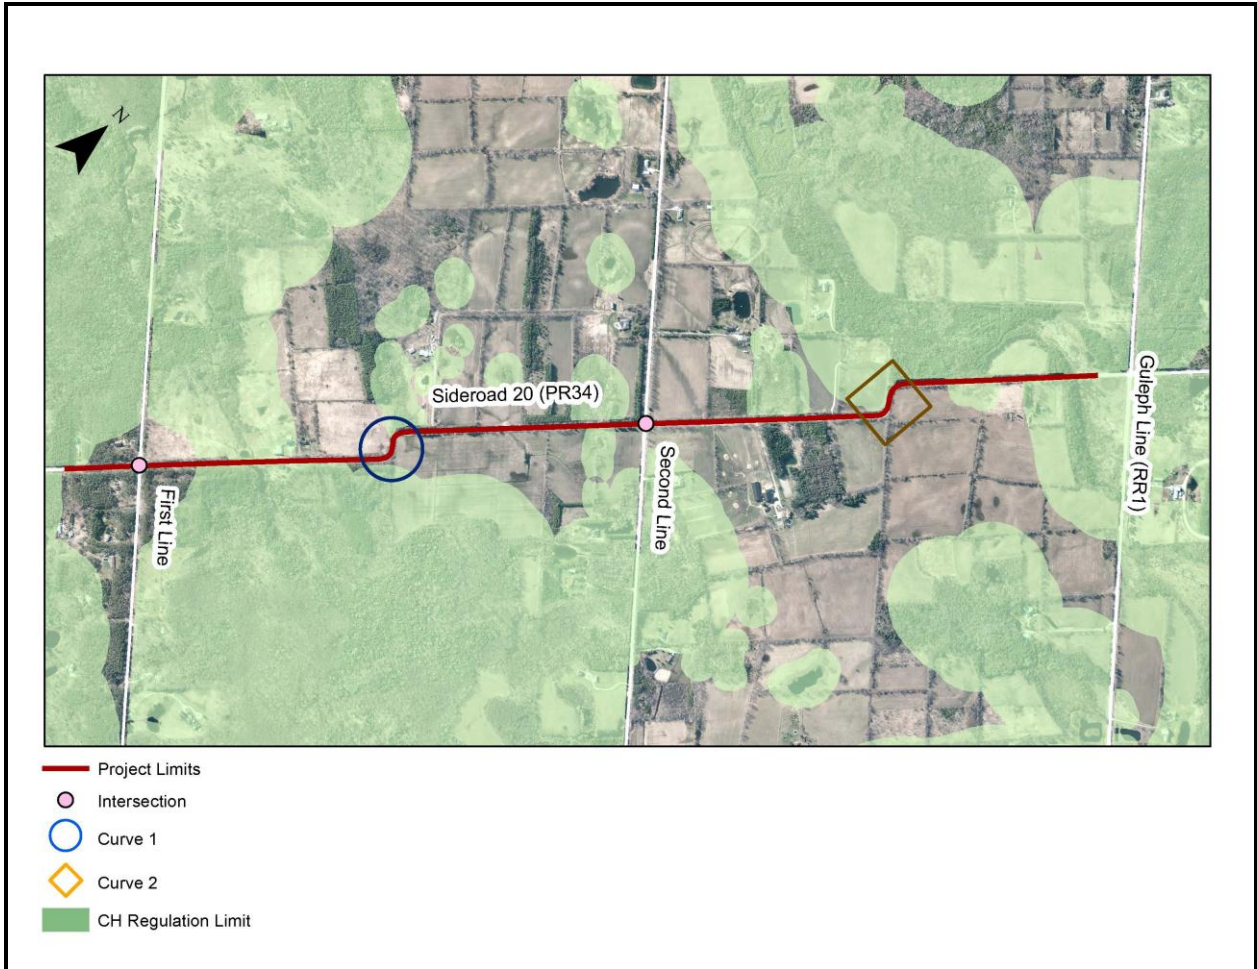 N
Sideroad 20 (PR34)
First Line
Second Line
Guleph Line (RR1)
Project Limits
Intersection
Curve 1
Curve 2
CH Regulation Limit